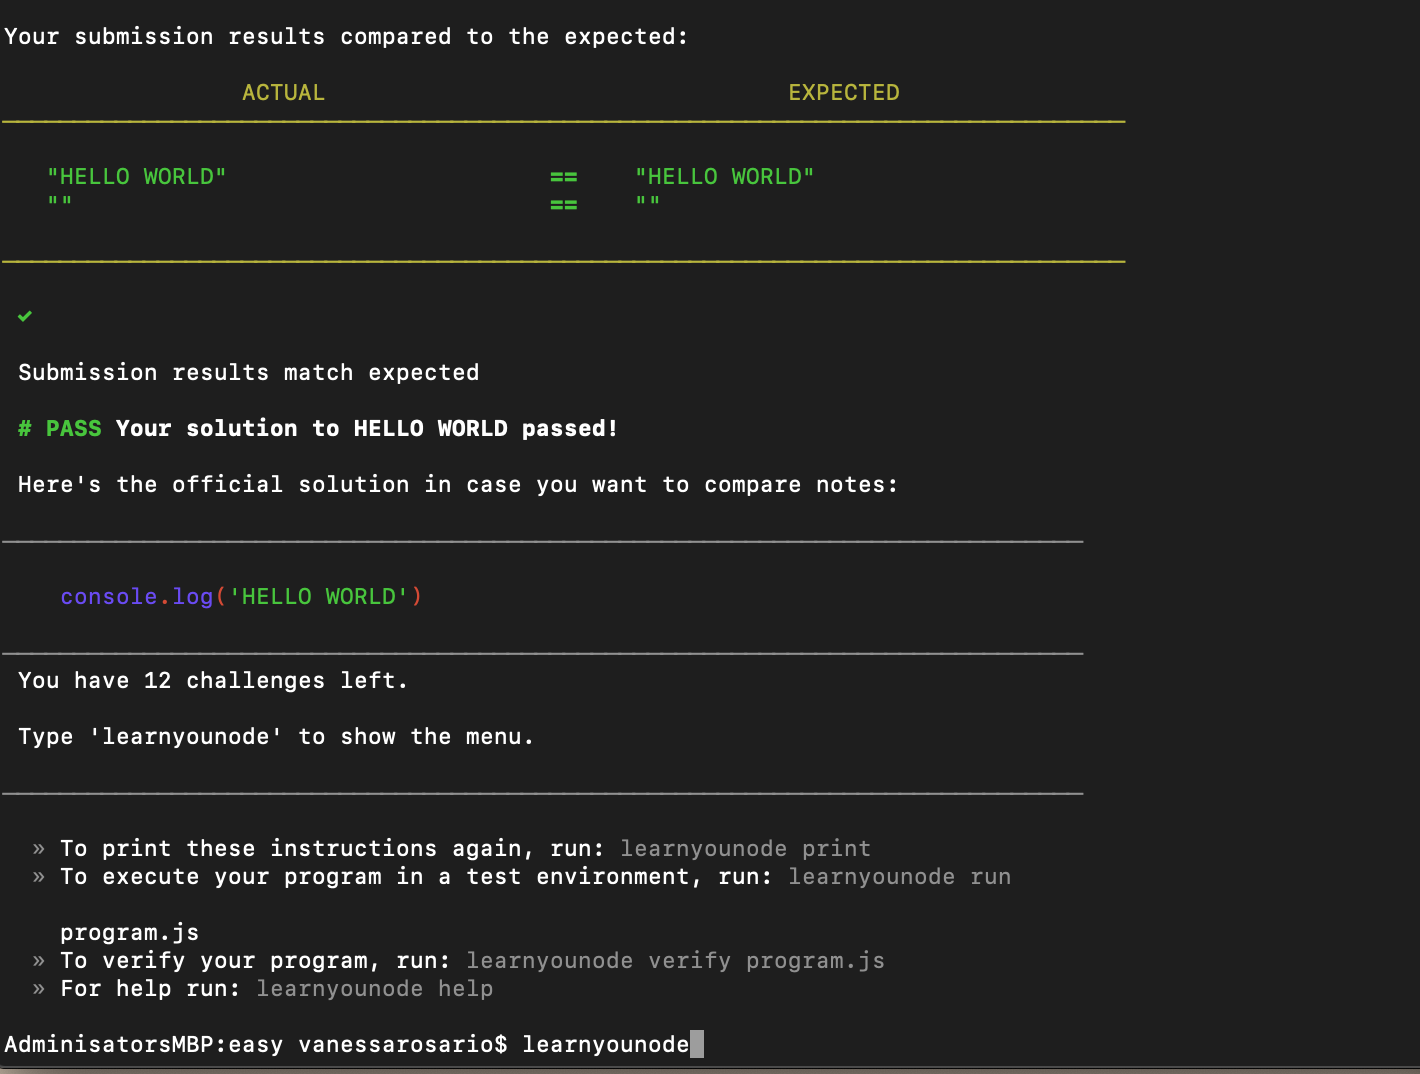 Your submission results compared to the expected:
ACTUAL EXPECTED
"HELLO WORLD" == "HELLO WORLD"
"" == ""
✔
Submission results match expected
# PASS Your solution to HELLO WORLD passed!
Here's the official solution in case you want to compare notes:
console.log('HELLO WORLD')
You have 12 challenges left.
Type 'learnyounode' to show the menu.
» To print these instructions again, run: learnyounode print
» To execute your program in a test environment, run: learnyounode run
program.js
» To verify your program, run: learnyounode verify program.js
» For help run: learnyounode help
AdminisatorsMBP:easy vanessarosario$ learnyounode